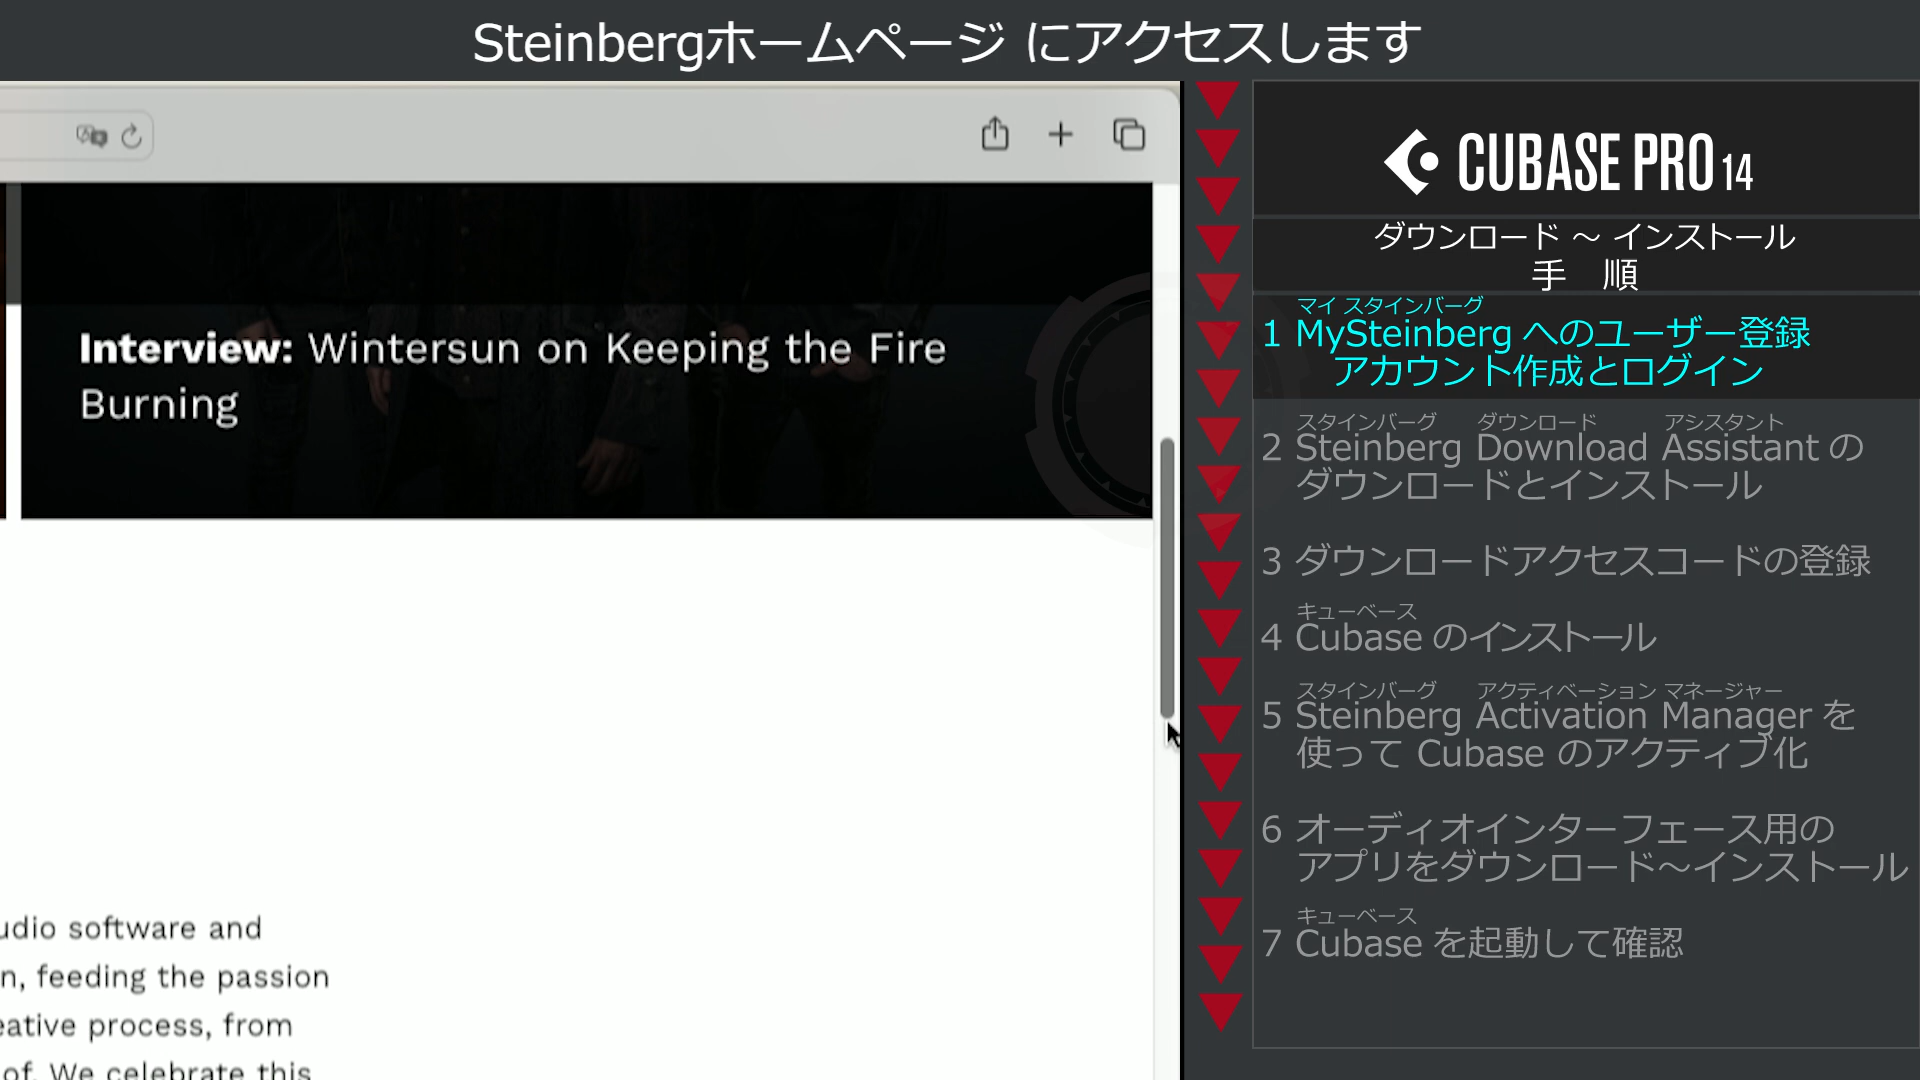 Steinbergホームページ にアクセスします
Interview: Wintersun on Keeping the Fire
Burning
udio software and
n, feeding the passion
eative process, from
of. We celebrate this
CUBASE PRO 14
ダウンロード ～ インストール
手 順
マイ スタインバーグ
1 MySteinberg へのユーザー登録
アカウント作成とログイン
スタインバーグ ダウンロード アシスタント
2 Steinberg Download Assistant の
ダウンロードとインストール
3 ダウンロードアクセスコードの登録
キューベース
4 Cubase のインストール
スタインバーグ アクティベーション マネージャー
5 Steinberg Activation Manager を
使って Cubase のアクティブ化
6 オーディオインターフェース用の
アプリをダウンロード～インストール
キューベース
7 Cubase を起動して確認